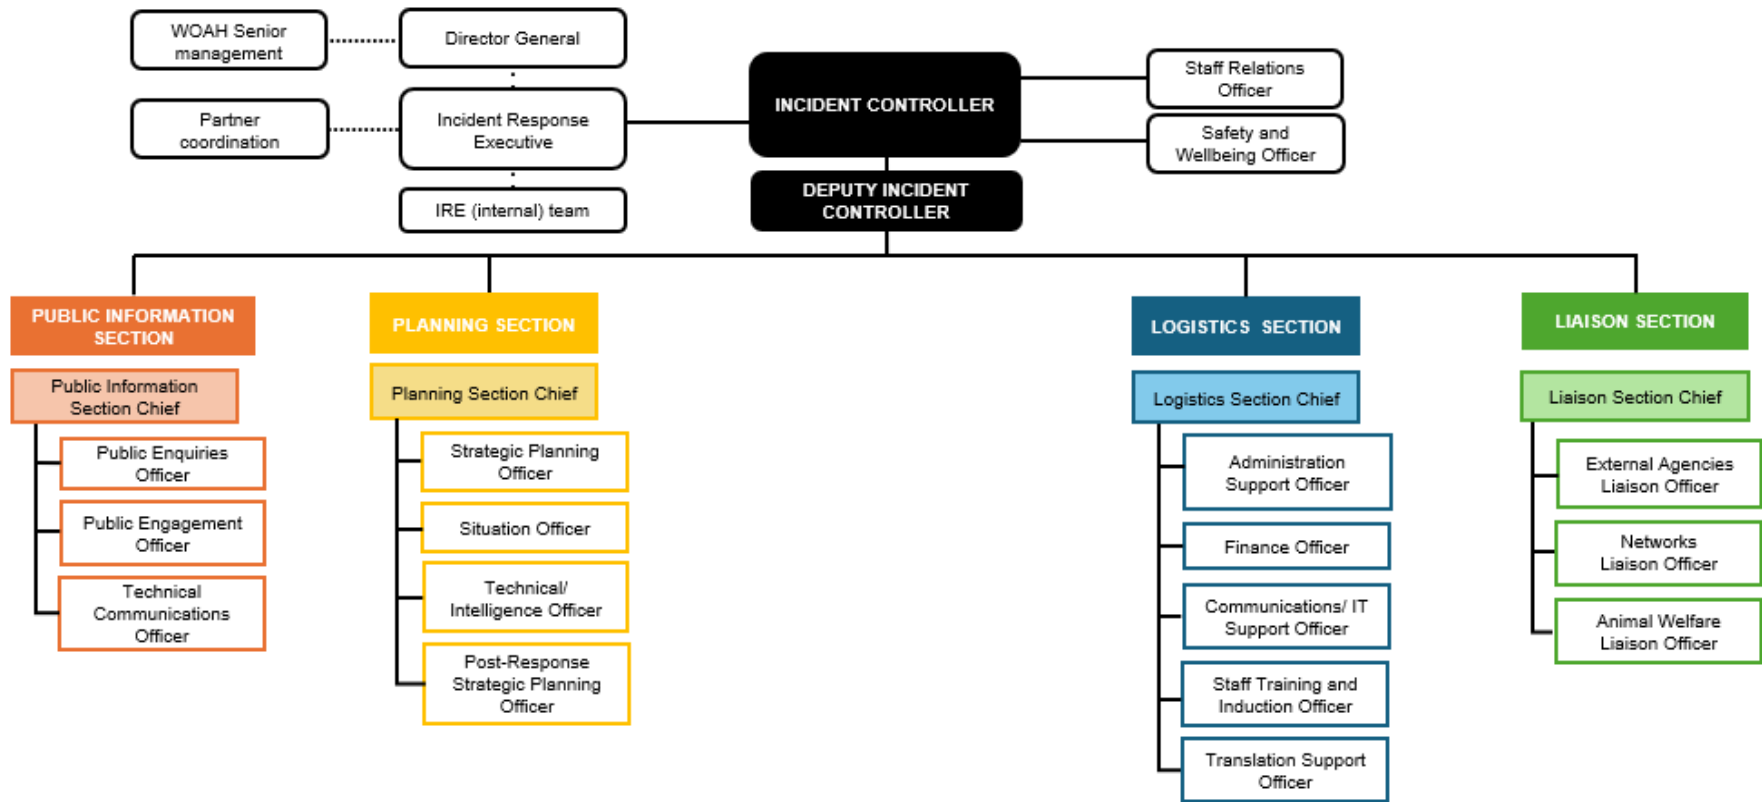 WOAH Senior
management
Director General
Partner
coordination
Incident Response
Executive
IRE (internal) team
INCIDENT CONTROLLER
DEPUTY INCIDENT
CONTROLLER
Staff Relations
Officer
Safety and
Wellbeing Officer
PUBLIC INFORMATION
SECTION
Public Information
Section Chief
Public Enquiries
Officer
Public Engagement
Officer
Technical
Communications
Officer
PLANNING SECTION
Planning Section Chief
Strategic Planning
Officer
Situation Officer
Technical/
Intelligence Officer
Post-Response
Strategic Planning
Officer
LOGISTICS SECTION
Logistics Section Chief
Administration
Support Officer
Finance Officer
Communications/ IT
Support Officer
Staff Training and
Induction Officer
Translation Support
Officer
LIAISON SECTION
Liaison Section Chief
External Agencies
Liaison Officer
Networks
Liaison Officer
Animal Welfare
Liaison Officer